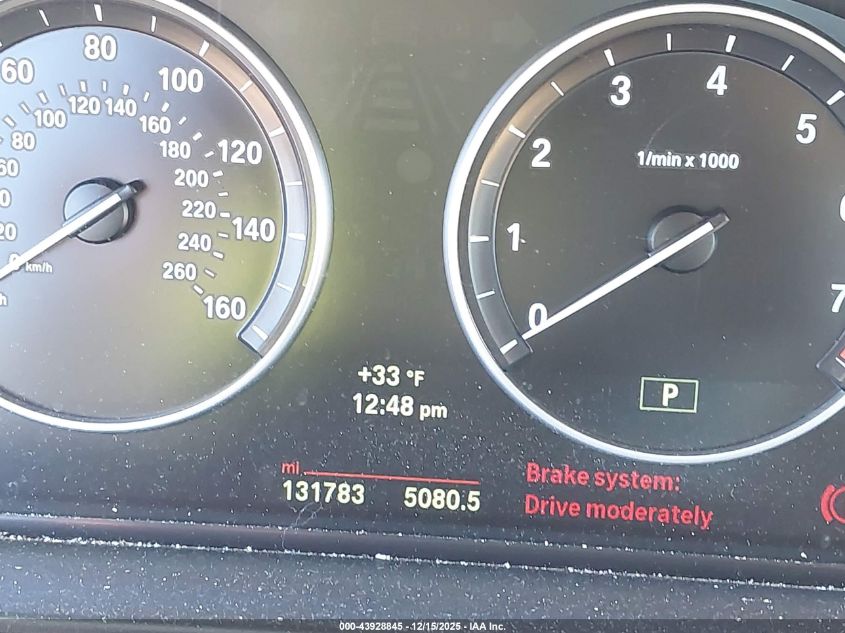 60
80
100
120
140
160
80
100
120
140
160
180
200
220
240
260
20
0 km/h
0
1
2
3
4
5
7
1/min x 1000
P
+33 °F
12:48 pm
mi
131783 5080.5
Brake system:
Drive moderately
000-43928845 - 12/15/2025 - IAA Inc.